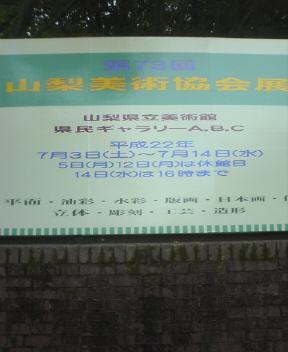 第73回
山梨美術協会展
山梨県立美術館
県民ギャラリーA.B.C
平成22年
7月3日(土)〜7月14日(水)
5日(月)12日(月)は休館日
14日(水)は16時まで
平面・油彩・水彩・版画・日本画・
立体・彫刻・工芸・造形